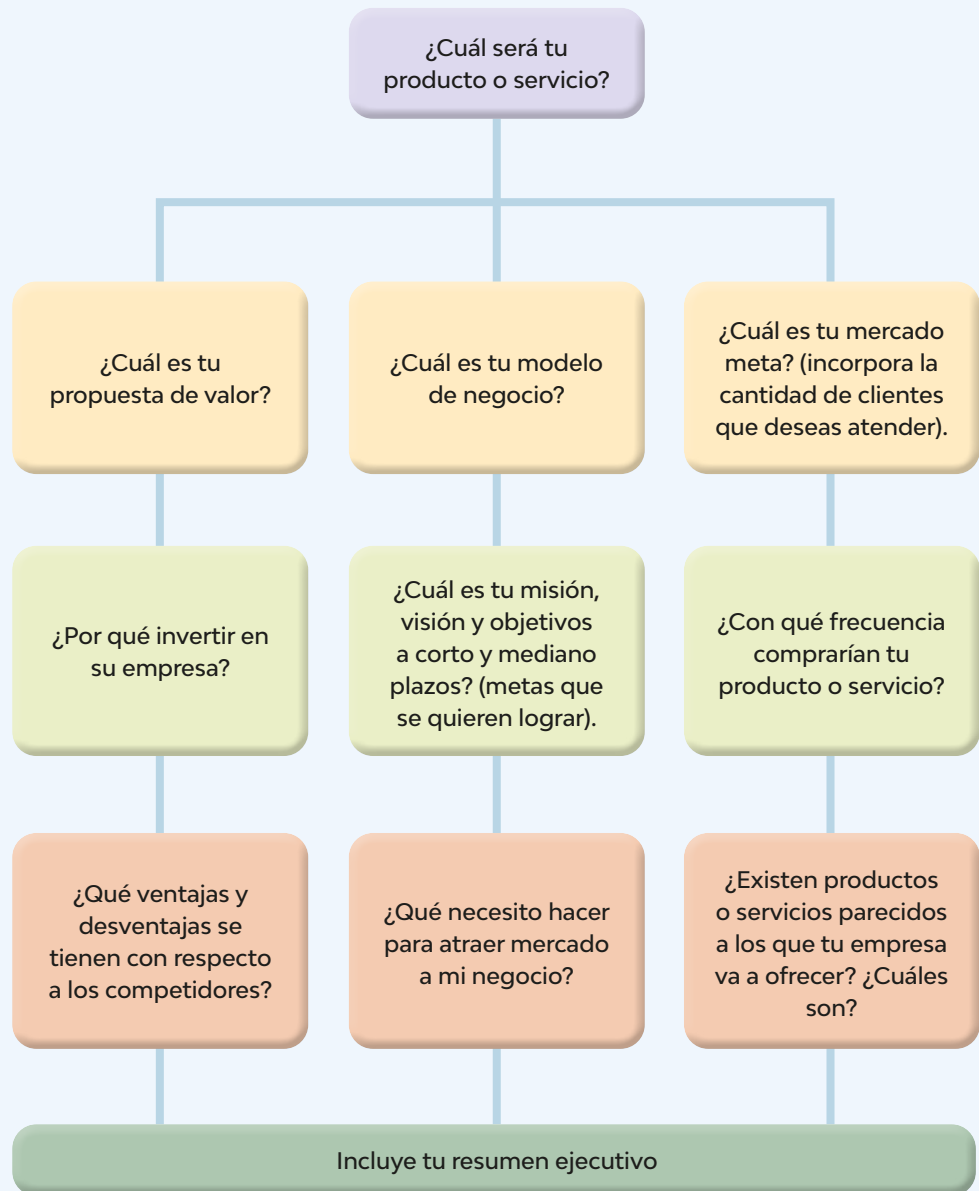 ¿Cuál será tu
producto o servicio?
¿Cuál es tu
propuesta de valor?
¿Cuál es tu modelo
de negocio?
¿Cuál es tu mercado
meta? (incorpora la
cantidad de clientes
que deseas atender).
¿Por qué invertir en
su empresa?
¿Cuál es tu misión,
visión y objetivos
a corto y mediano
plazos? (metas que
se quieren lograr).
¿Con qué frecuencia
comprarían tu
producto o servicio?
¿Qué ventajas y
desventajas se
tienen con respecto
a los competidores?
¿Qué necesito hacer
para atraer mercado
a mi negocio?
¿Existen productos
o servicios parecidos
a los que tu empresa
va a ofrecer? ¿Cuáles
son?
Incluye tu resumen ejecutivo